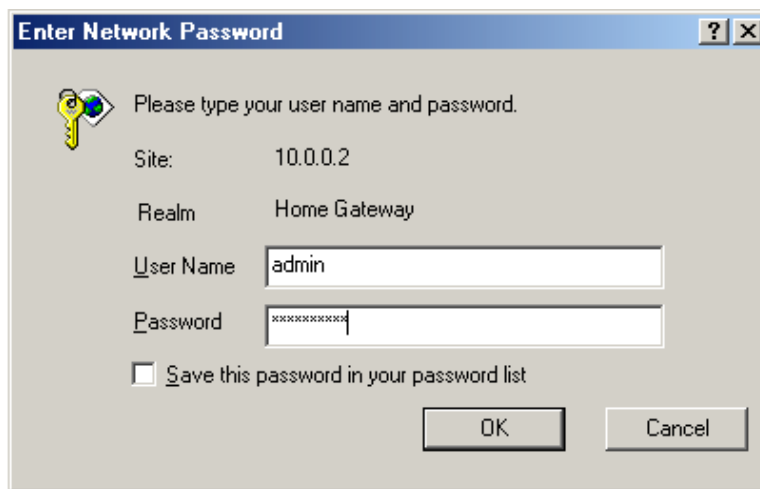 Enter Network Password
Please type your user name and password.
Site: 10.0.0.2
Realm Home Gateway
User Name admin
Password **********
Save this password in your password list
OK Cancel